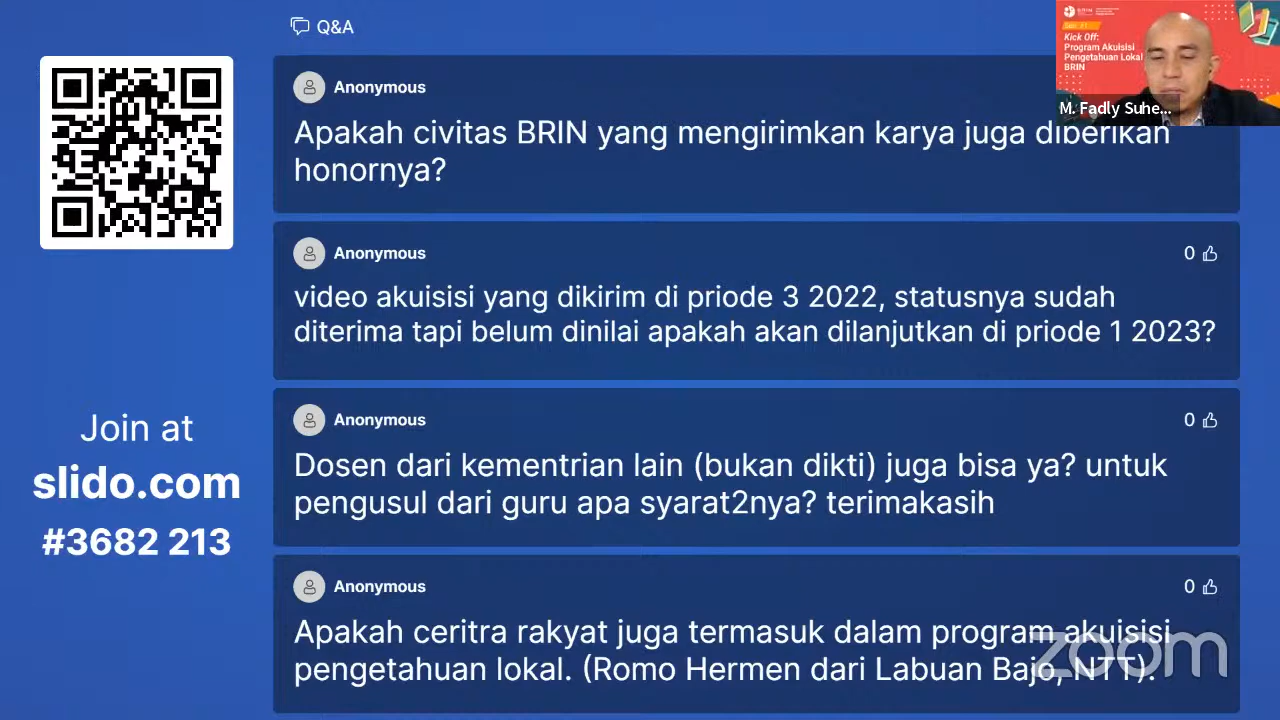 Q&A
Anonymous
Apakah civitas BRIN yang mengirimkan karya juga diberikan
honornya?
Anonymous
0
video akuisisi yang dikirim di priode 3 2022, statusnya sudah
diterima tapi belum dinilai apakah akan dilanjutkan di priode 1 2023?
Anonymous
0
Dosen dari kementrian lain (bukan dikti) juga bisa ya? untuk
pengusul dari guru apa syarat2nya? terimakasih
Anonymous
0
Apakah ceritra rakyat juga termasuk dalam program akuisisi
pengetahuan lokal. (Romo Hermen dari Labuan Bajo, NTT).
Join at
slido.com
#3682 213
BRIN
Kick Off:
Program Akuisisi
Pengetahuan Lokal
BRIN
M. Fadly Suhe...
zoom